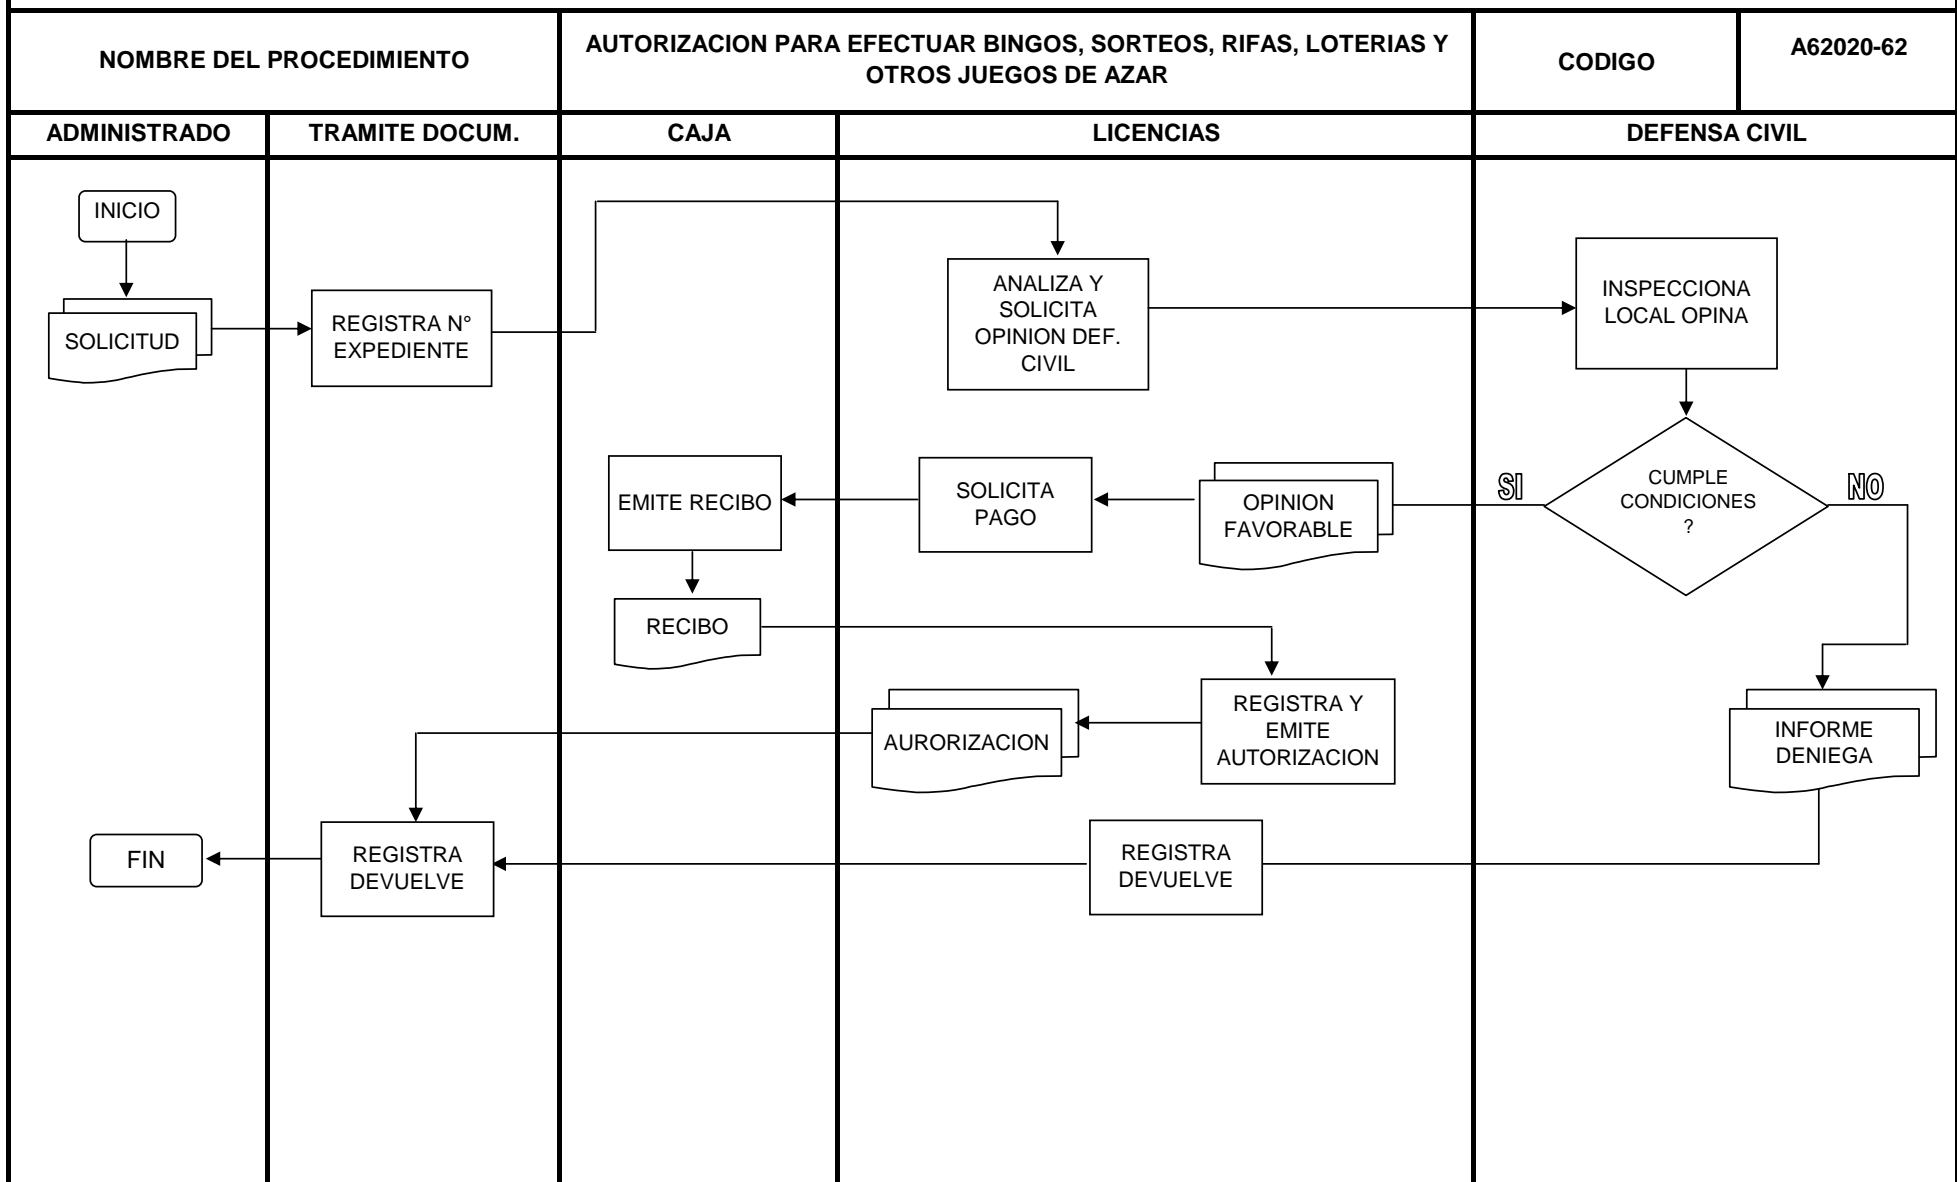 NOMBRE DEL PROCEDIMIENTO
AUTORIZACION PARA EFECTUAR BINGOS, SORTEOS, RIFAS, LOTERIAS Y
OTROS JUEGOS DE AZAR
CODIGO
A62020-62
ADMINISTRADO
TRAMITE DOCUM.
CAJA
LICENCIAS
DEFENSA CIVIL
INICIO
SOLICITUD
REGISTRA N°
EXPEDIENTE
ANALIZA Y
SOLICITA
OPINION DEF.
CIVIL
INSPECCIONA
LOCAL OPINA
CUMPLE
CONDICIONES
?
SI
NO
OPINION
FAVORABLE
SOLICITA
PAGO
EMITE RECIBO
RECIBO
REGISTRA Y
EMITE
AUTORIZACION
AURORIZACION
INFORME
DENIEGA
REGISTRA
DEVUELVE
REGISTRA
DEVUELVE
FIN